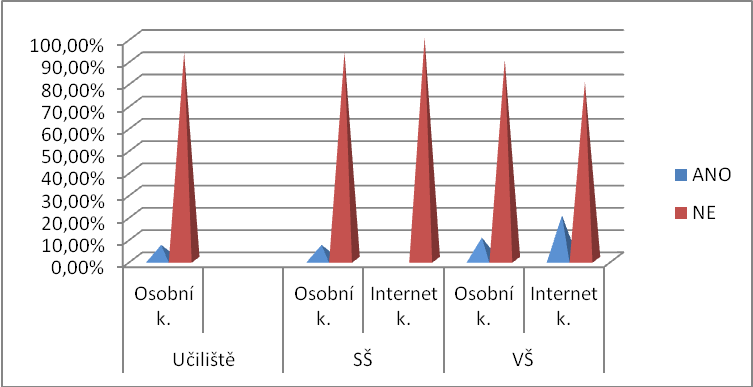 100,00%
90,00%
80,00%
70,00%
60,00%
50,00%
40,00%
30,00%
20,00%
10,00%
0,00%
Osobní
k.
Osobní
k.
Internet
k.
Osobní
k.
Internet
k.
Učiliště
SŠ
VŠ
ANO
NE